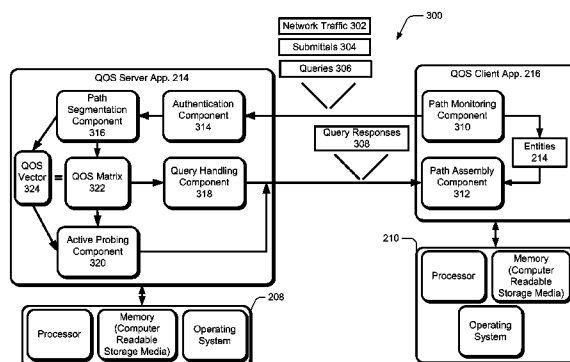 Network Traffic 302
300
Submittals 304
Queries 306
QOS Server App. 214
QOS Client App. 216
Path
Segmentation
Component
316
Authentication
Component
314
Path Monitoring
Component
310
Query Responses
308
Entities
214
QOS
Vector
324
=
QOS Matrix
322
Query Handling
Component
318
Path Assembly
Component
312
Active Probing
Component
320
210
Processor
Memory
(Computer
Readable
Storage Media)
Operating
System
208
Processor
Memory
(Computer
Readable
Storage Media)
Operating
System